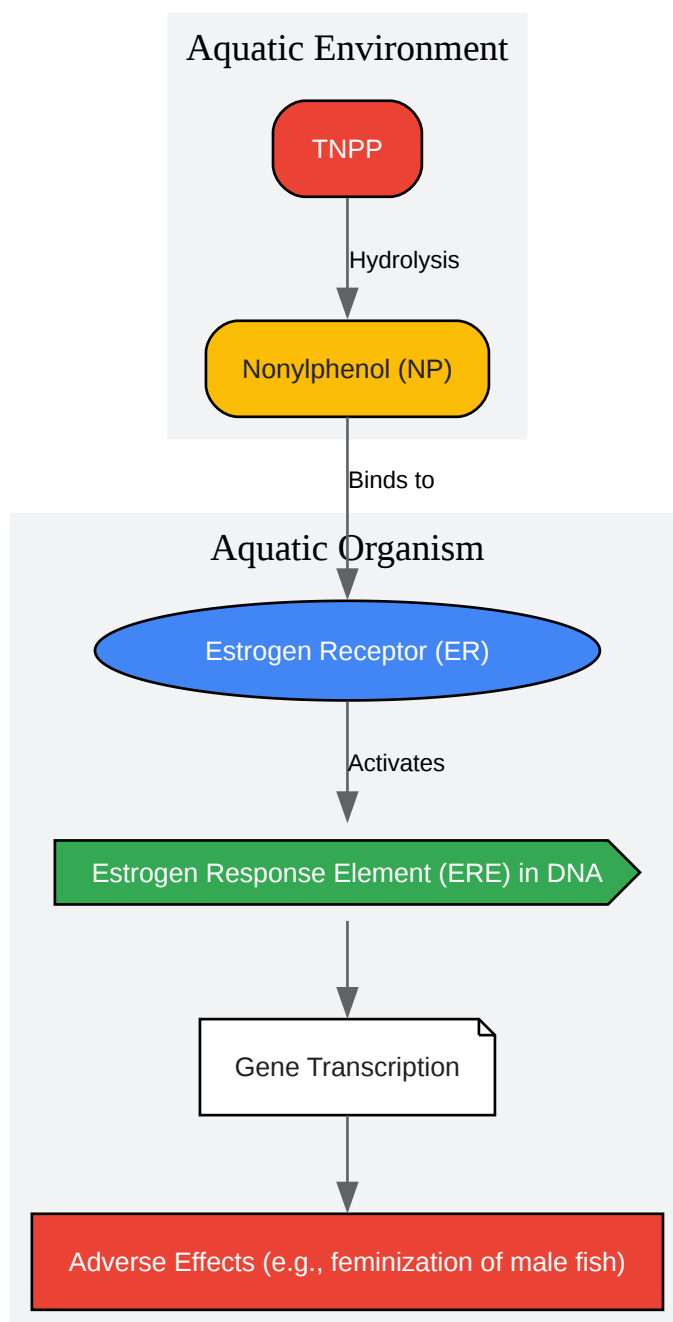 Aquatic Environment
TNPP
Hydrolysis
Nonylphenol (NP)
Binds to
Aquatic Organism
Estrogen Receptor (ER)
Activates
Estrogen Response Element (ERE) in DNA
Gene Transcription
Adverse Effects (e.g., feminization of male fish)